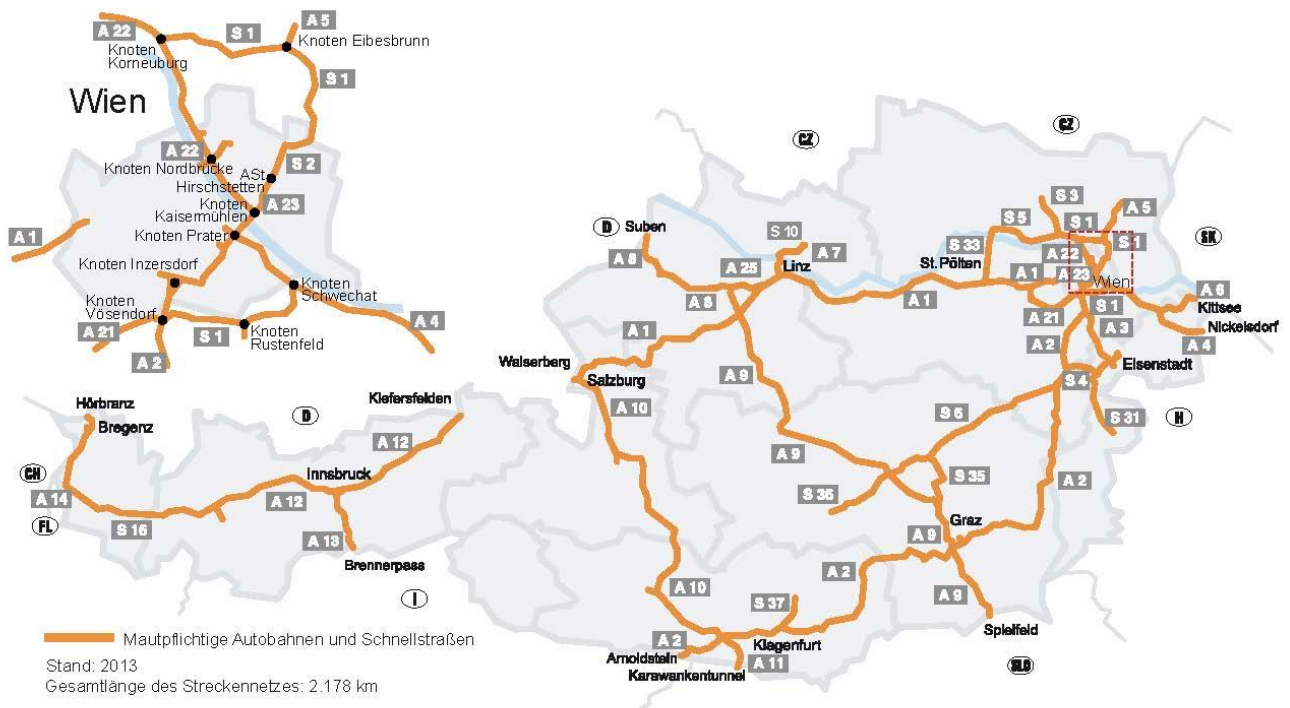 A 22
S 1
A 5
Knoten
Korneuburg
Knoten Eibesbrunn
S 1
Wien
A 22
Knoten Nordbrücke
S 2
ASt.
Hirschstetten
Knoten
Kaisermühlen
A 23
Knoten Prater
A 1
Knoten Inzersdorf
Knoten
Schwechat
Knoten
Vösendorf
A 21
S 1
Knoten
Rustenfeld
A 4
A 2
CZ
CZ
D
Suben
A 8
S 10
A 7
A 25
Linz
A 8
A 1
S 3
A 5
S 5
S 1
S 33
S 1
SK
A 22
St.Pölten
A 1
A 23
Wien
A 6
Kittsee
A 21
S 1
Nickelsdorf
A 4
A 3
A 2
A 1
Walserberg
Salzburg
A 9
A 10
Eisenstadt
S 4
S 6
S 31
H
A 9
S 36
S 35
A 2
Graz
A 9
A 2
A 10
S 37
A 9
Spielfeld
A 2
Klagenfurt
Arnoldstein
A 11
Karawankentunnel
SLO
Hörbranz
D
Kiefersfelden
Bregenz
A 12
CH
Innsbruck
A 14
A 12
FL
S 16
A 13
Brennerpass
I
Mautpflichtige Autobahnen und Schnellstraßen
Stand: 2013
Gesamtlänge des Streckennetzes: 2.178 km